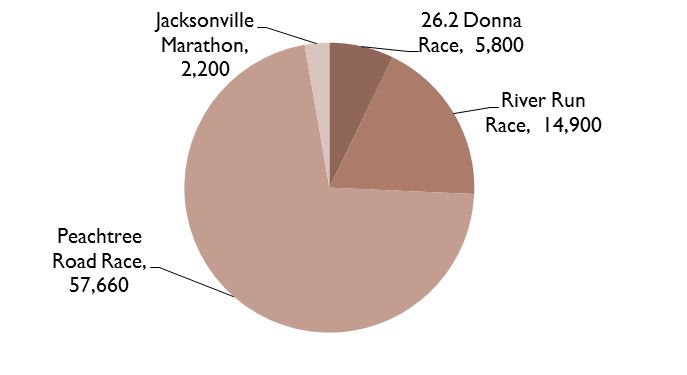 Jacksonville
Marathon,
2,200
26.2 Donna
Race, 5,800
River Run
Race, 14,900
Peachtree
Road Race,
57,660